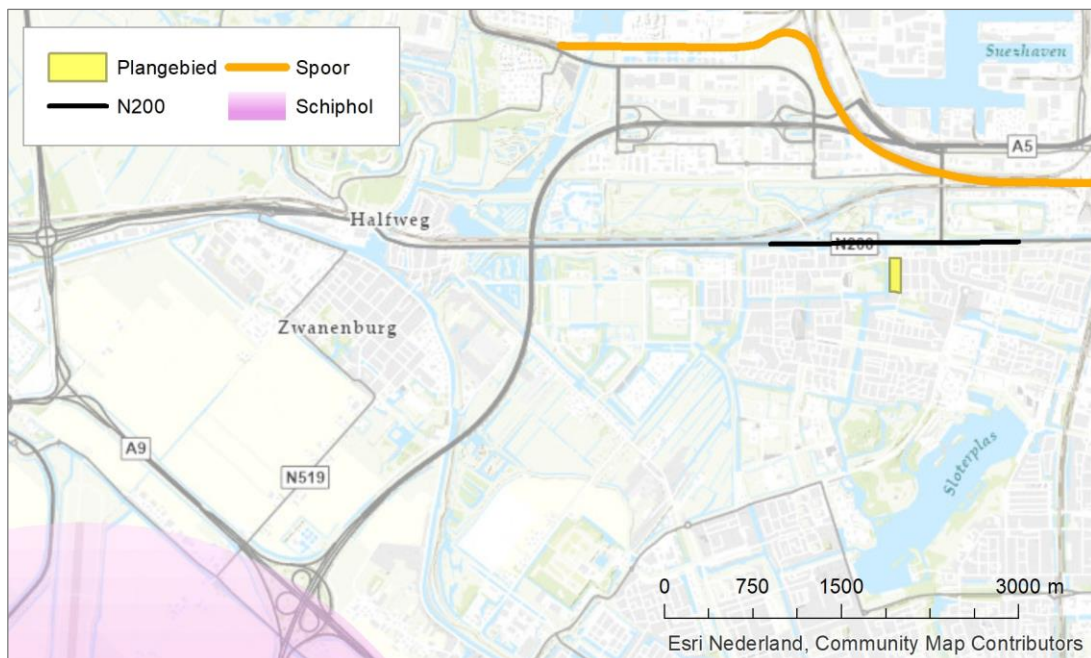 Plangebied
Spoor
N200
Schiphol
Suezhaven
A5
Halfweg
N200
Zwanenburg
A9
N519
Sloterplas
0 750 1500 3000 m
Esri Nederland, Community Map Contributors